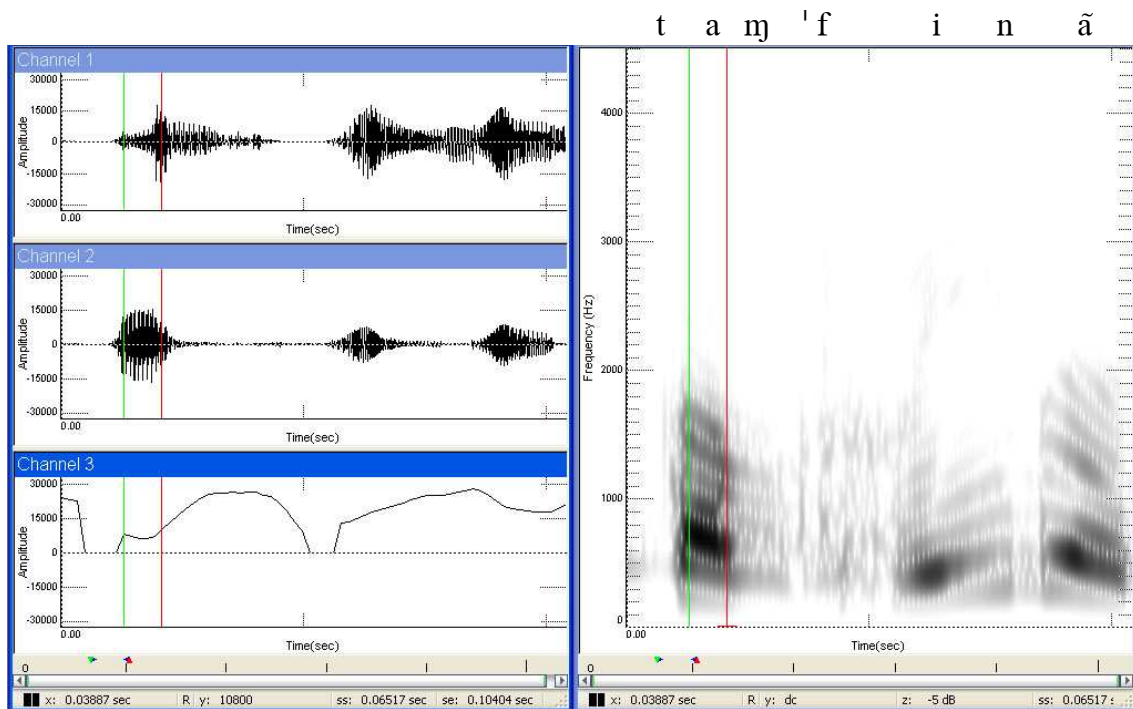 t a ɱ ˈf i n ã
Channel 1
30000
15000
0
-15000
-30000
Amplitude
0.00
Time(sec)
Channel 2
30000
15000
0
-15000
-30000
Amplitude
0.00
Time(sec)
Channel 3
30000
15000
0
-15000
-30000
Amplitude
0.00
Time(sec)
0
x: 0.03887 sec R y: 10800 ss: 0.06517 sec se: 0.10404 sec
4000
3000
2000
1000
0
Frequency (Hz)
0.00
Time(sec)
0
x: 0.03887 sec R y: dc z: -5 dB ss: 0.06517